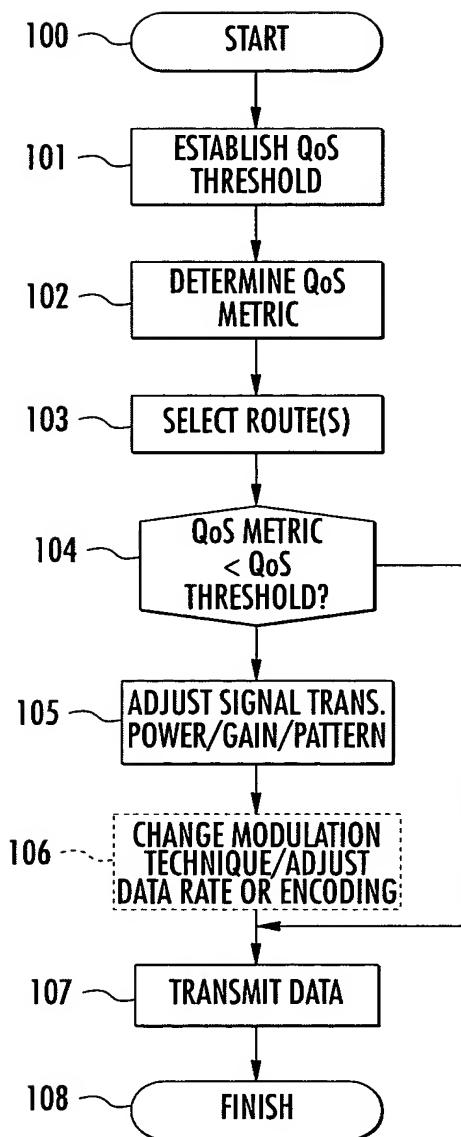 100
START
101
ESTABLISH QoS
THRESHOLD
102
DETERMINE QoS
METRIC
103
SELECT ROUTE(S)
104
QoS METRIC
< QoS
THRESHOLD?
105
ADJUST SIGNAL TRANS.
POWER/GAIN/PATTERN
106
CHANGE MODULATION
TECHNIQUE/ADJUST
DATA RATE OR ENCODING
107
TRANSMIT DATA
108
FINISH